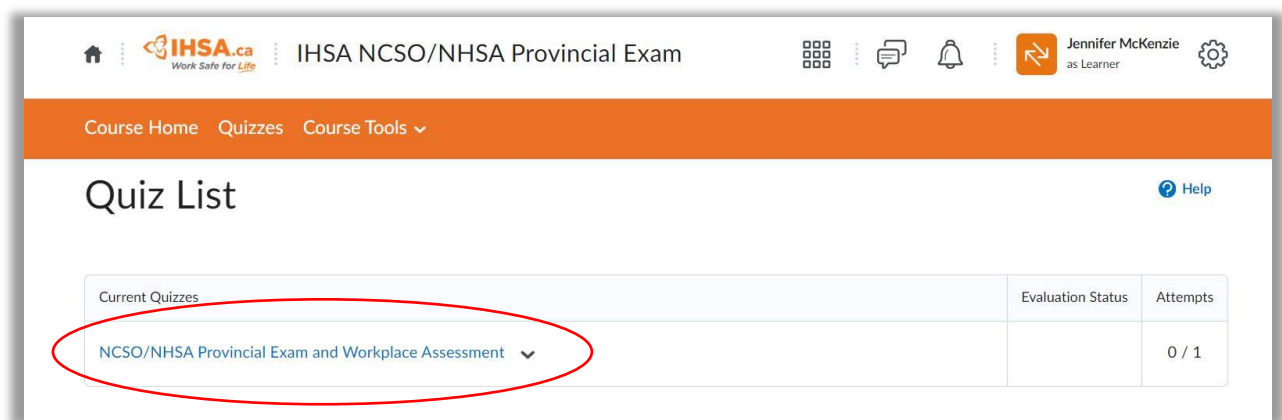 IHSA.ca
Work Safe for Life
IHSA NCSO/NHSA Provincial Exam
Jennifer McKenzie
as Learner
Course Home Quizzes Course Tools
Quiz List
Help
Current Quizzes Evaluation Status Attempts
NCSO/NHSA Provincial Exam and Workplace Assessment 0 / 1